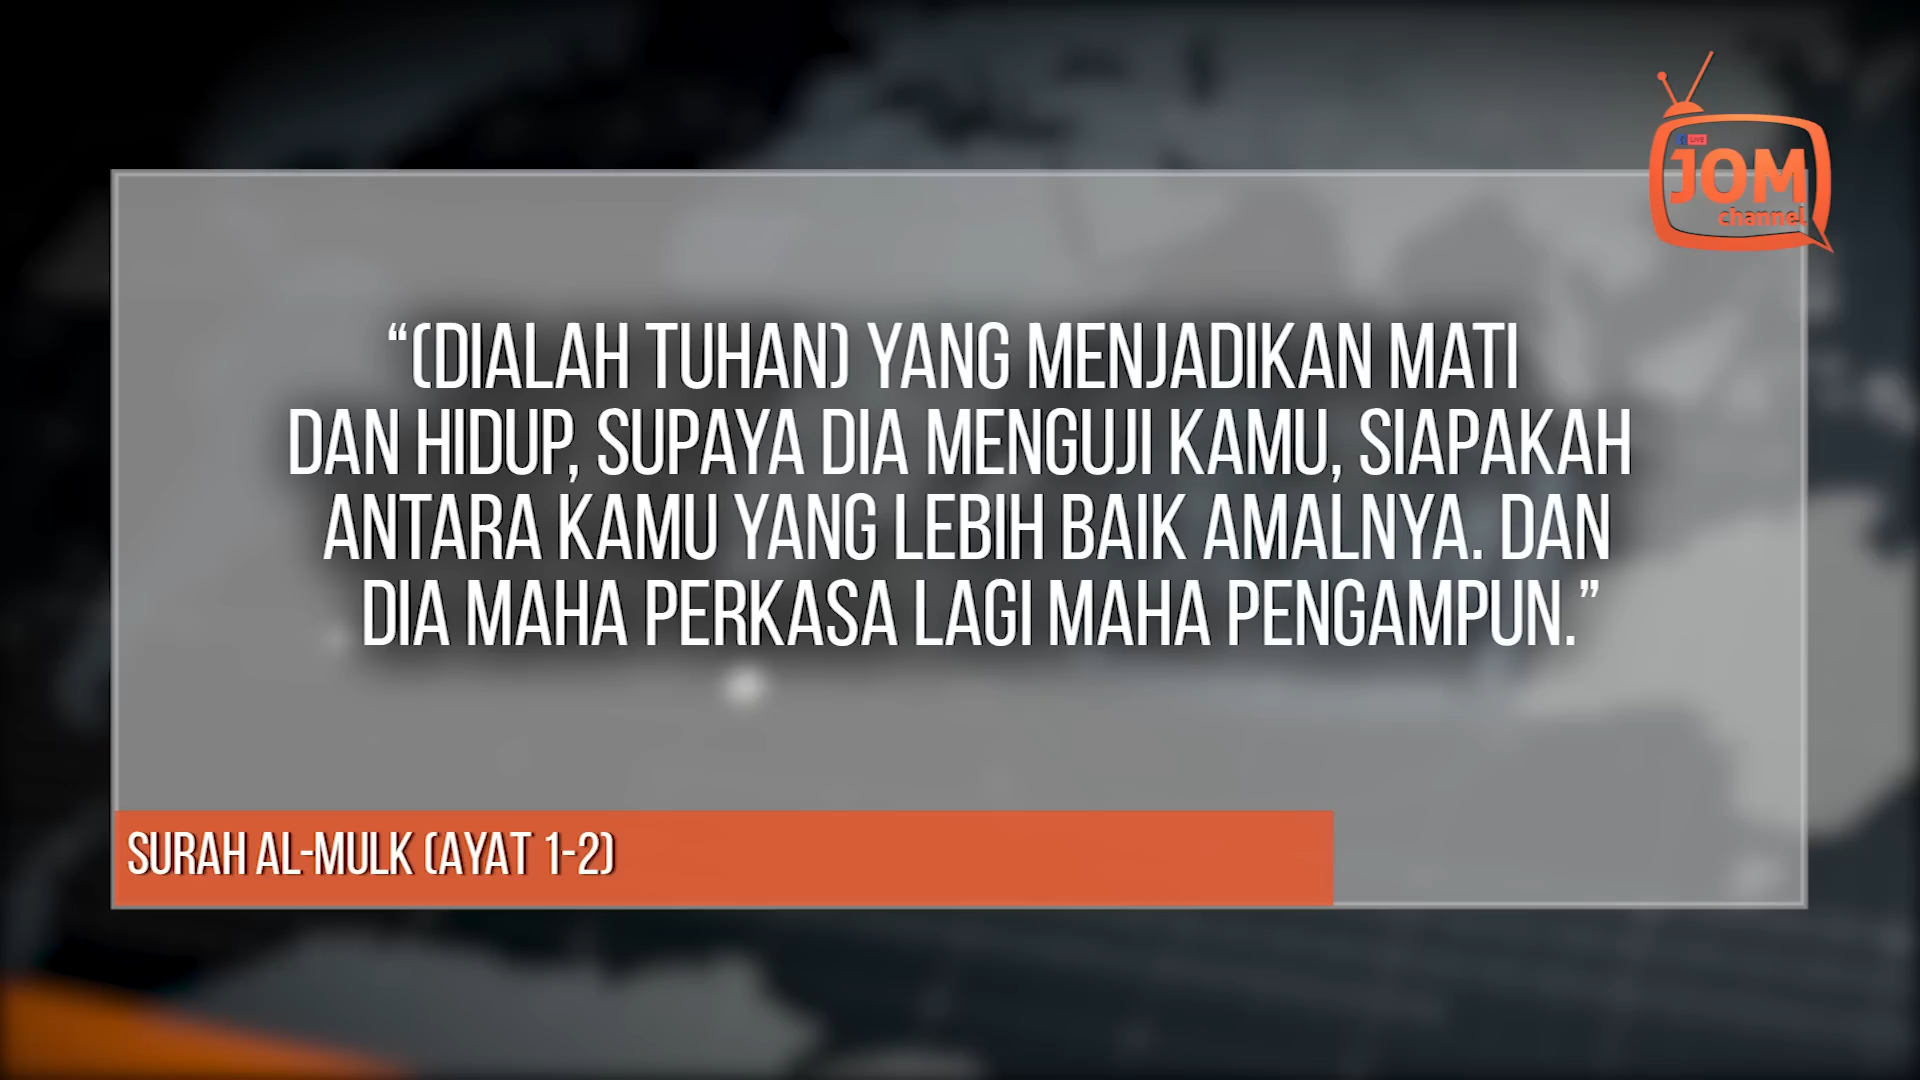 LIVE
JOM
channel
“(DIALAH TUHAN) YANG MENJADIKAN MATI
DAN HIDUP, SUPAYA DIA MENGUJI KAMU, SIAPAKAH
ANTARA KAMU YANG LEBIH BAIK AMALNYA. DAN
DIA MAHA PERKASA LAGI MAHA PENGAMPUN.”
SURAH AL-MULK (AYAT 1-2)